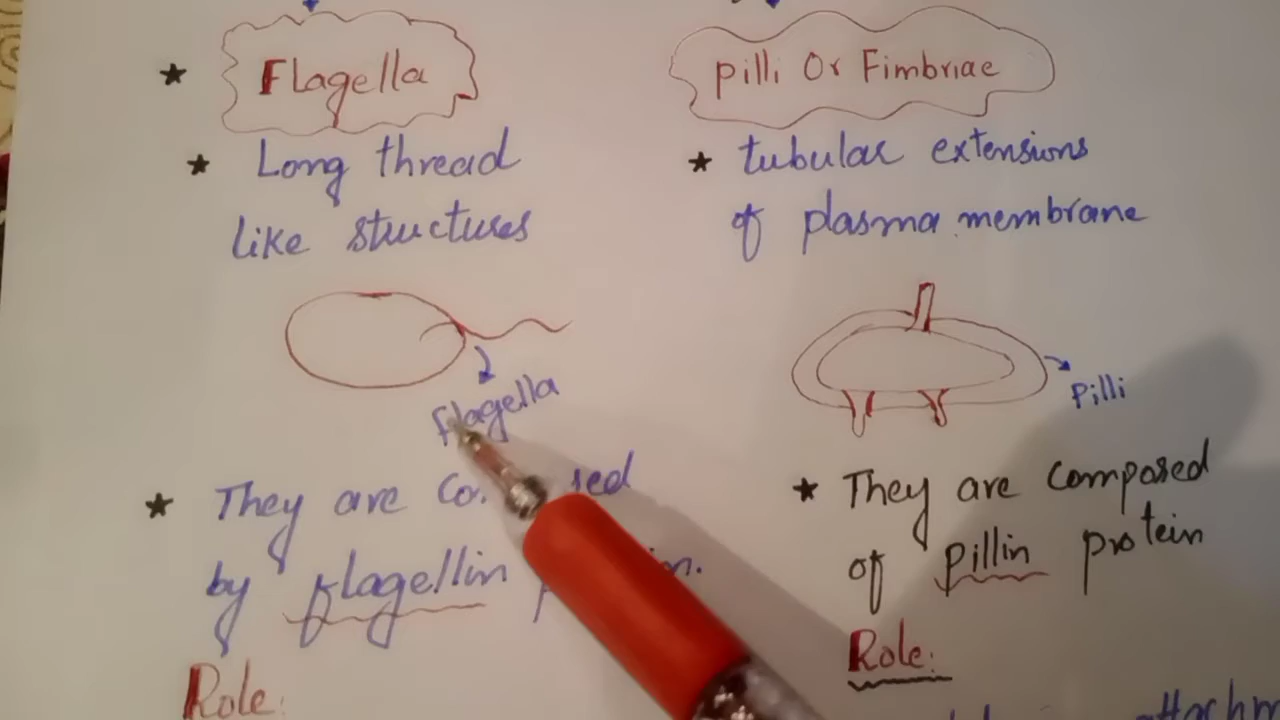 Flagella
Long thread
like structures
Flagella
They are sed
by flagellin
Role:
Pilli Or Fimbriae
tubular extensions
of plasma membrane
Pilli
They are composed
of Pillin protein
Role: